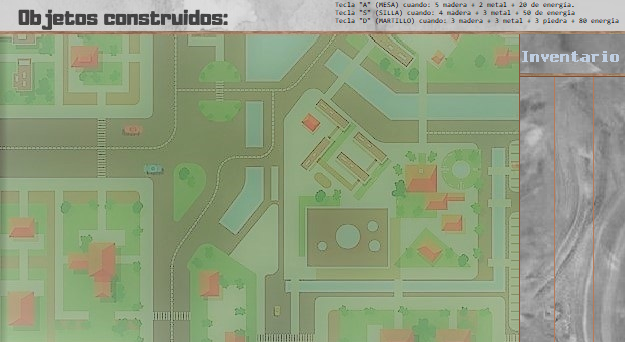 Objetos construidos:
Tecla "A" (MESA) cuando: 5 madera + 2 metal + 20 de energía.
Tecla "S" (SILLA) cuando: 4 madera + 3 metal + 50 de energía
Tecla "D" (MARTILLO) cuando: 3 madera + 3 metal + 3 piedra + 80 energía
Inventario